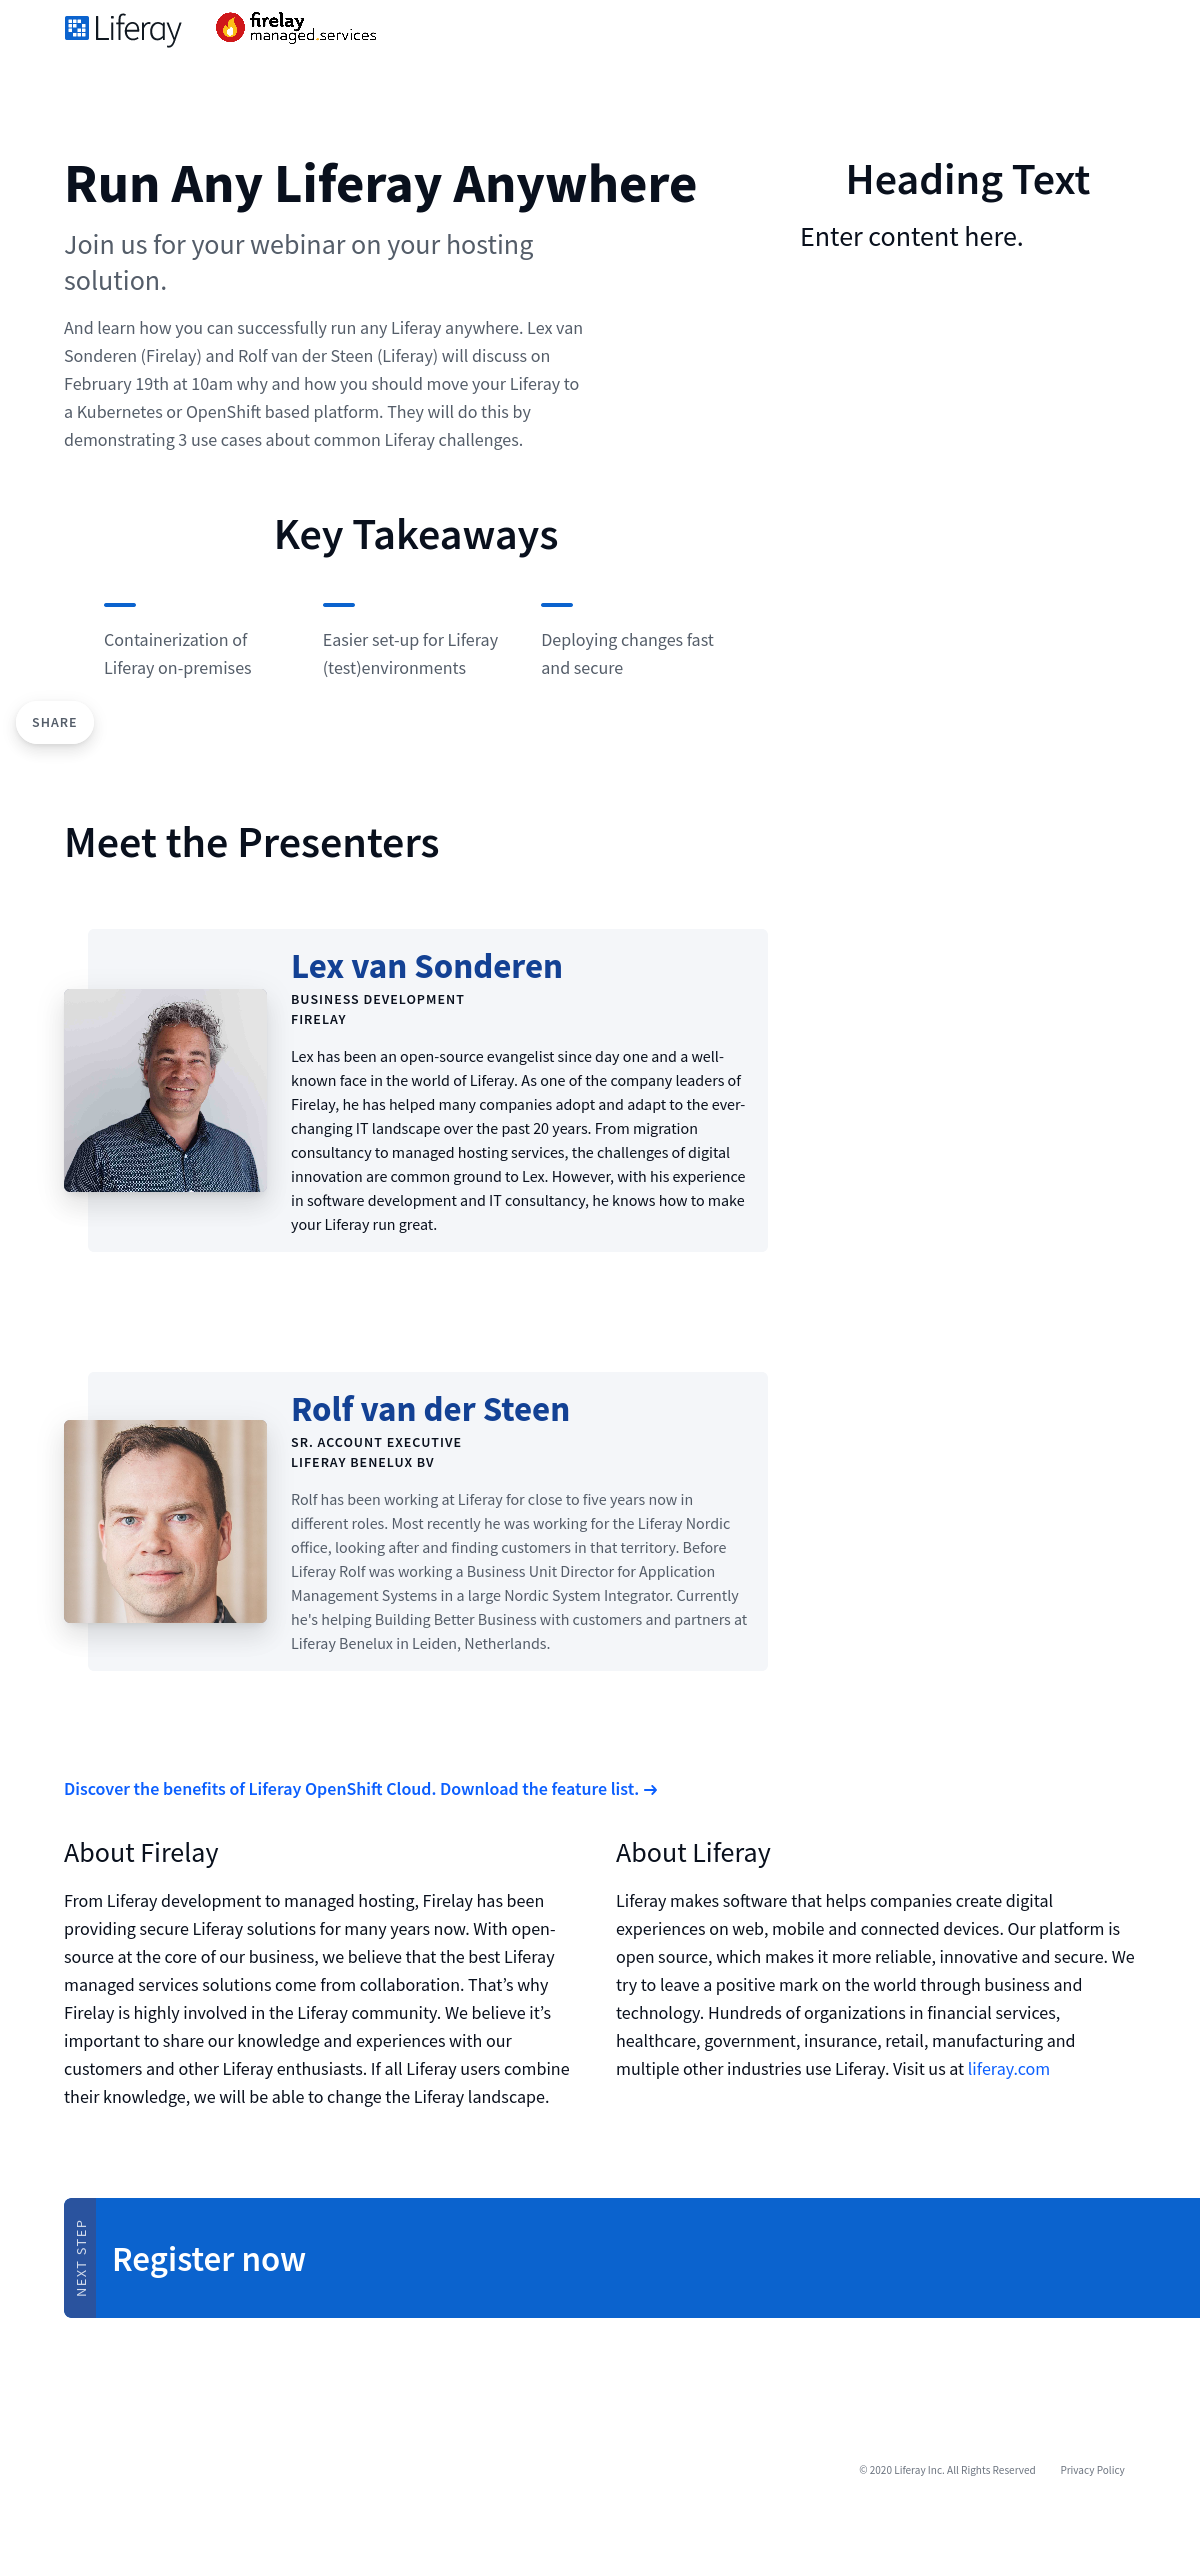 Liferay
firelay
managed.services
Run Any Liferay Anywhere
Join us for your webinar on your hosting
solution.
And learn how you can successfully run any Liferay anywhere. Lex van
Sonderen (Firelay) and Rolf van der Steen (Liferay) will discuss on
February 19th at 10am why and how you should move your Liferay to
a Kubernetes or OpenShift based platform. They will do this by
demonstrating 3 use cases about common Liferay challenges.
Heading Text
Enter content here.
Key Takeaways
Containerization of
Liferay on-premises
Easier set-up for Liferay
(test)environments
Deploying changes fast
and secure
SHARE
Meet the Presenters
Lex van Sonderen
BUSINESS DEVELOPMENT
FIRELAY
Lex has been an open-source evangelist since day one and a well-
known face in the world of Liferay. As one of the company leaders of
Firelay, he has helped many companies adopt and adapt to the ever-
changing IT landscape over the past 20 years. From migration
consultancy to managed hosting services, the challenges of digital
innovation are common ground to Lex. However, with his experience
in software development and IT consultancy, he knows how to make
your Liferay run great.
Rolf van der Steen
SR. ACCOUNT EXECUTIVE
LIFERAY BENELUX BV
Rolf has been working at Liferay for close to five years now in
different roles. Most recently he was working for the Liferay Nordic
office, looking after and finding customers in that territory. Before
Liferay Rolf was working a Business Unit Director for Application
Management Systems in a large Nordic System Integrator. Currently
he's helping Building Better Business with customers and partners at
Liferay Benelux in Leiden, Netherlands.
Discover the benefits of Liferay OpenShift Cloud. Download the feature list. →
About Firelay
From Liferay development to managed hosting, Firelay has been
providing secure Liferay solutions for many years now. With open-
source at the core of our business, we believe that the best Liferay
managed services solutions come from collaboration. That’s why
Firelay is highly involved in the Liferay community. We believe it’s
important to share our knowledge and experiences with our
customers and other Liferay enthusiasts. If all Liferay users combine
their knowledge, we will be able to change the Liferay landscape.
About Liferay
Liferay makes software that helps companies create digital
experiences on web, mobile and connected devices. Our platform is
open source, which makes it more reliable, innovative and secure. We
try to leave a positive mark on the world through business and
technology. Hundreds of organizations in financial services,
healthcare, government, insurance, retail, manufacturing and
multiple other industries use Liferay. Visit us at liferay.com
NEXT STEP
Register now
© 2020 Liferay Inc. All Rights Reserved
Privacy Policy